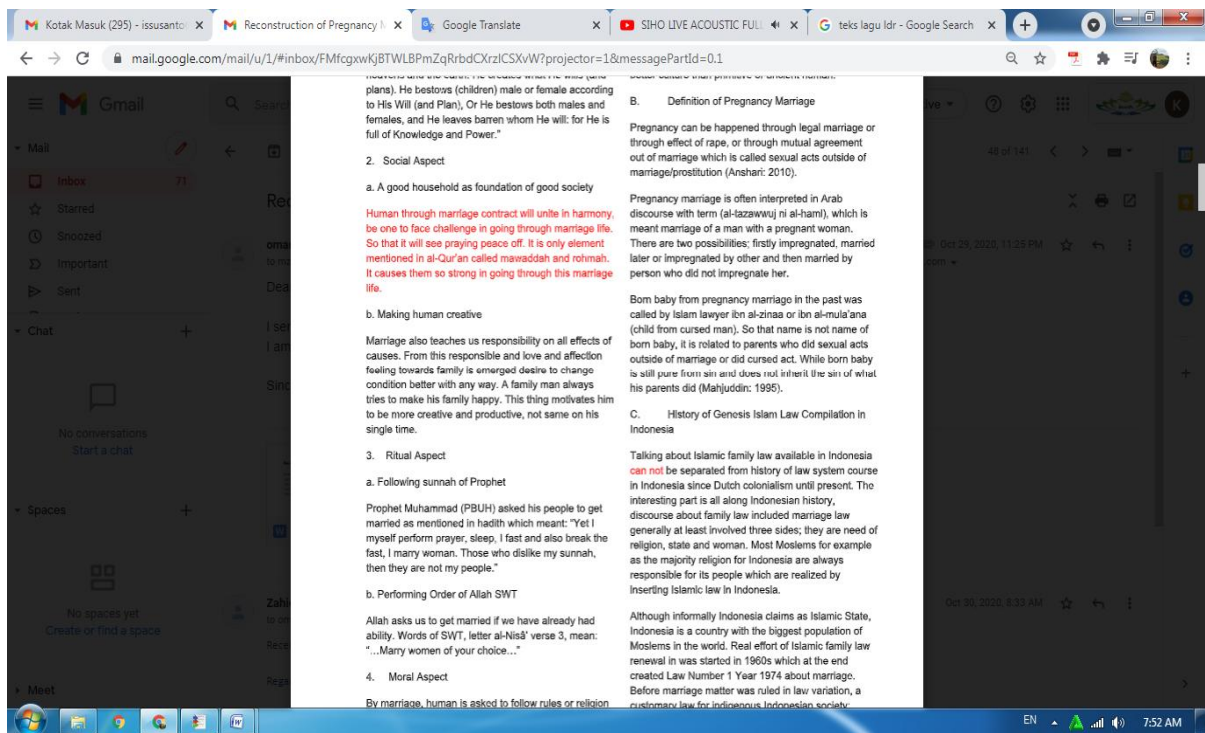 Kotak Masuk (295) - issusanto
Reconstruction of Pregnancy M
Google Translate
SIHO LIVE ACOUSTIC FULL
teks lagu ldr - Google Search
mail.google.com/mail/u/1/#inbox/FMfcgxwKjBTWLBPmZqRrbdCXrzlCSXvW?projector=1&messagePartId=0.1
Gmail
Mail
Inbox 71
Starred
Snoozed
Important
Sent
Chat
No conversations
Start a chat
Spaces
No spaces yet
Create or find a space
Meet
heavens and the earth. He creates what He wills (and
plans). He bestows (children) male or female according
to His Will (and Plan), Or He bestows both males and
females, and He leaves barren whom He will: for He is
full of Knowledge and Power."
2. Social Aspect
a. A good household as foundation of good society
Human through marriage contract will unite in harmony,
be one to face challenge in going through marriage life.
So that it will see praying peace off. It is only element
mentioned in al-Qur'an called mawaddah and rohmah.
It causes them so strong in going through this marriage
life.
b. Making human creative
Marriage also teaches us responsibility on all effects of
causes. From this responsible and love and affection
feeling towards family is emerged desire to change
condition better with any way. A family man always
tries to make his family happy. This thing motivates him
to be more creative and productive, not same on his
single time.
3. Ritual Aspect
a. Following sunnah of Prophet
Prophet Muhammad (PBUH) asked his people to get
married as mentioned in hadith which meant: "Yet I
myself perform prayer, sleep, I fast and also break the
fast, I marry woman. Those who dislike my sunnah,
then they are not my people."
b. Performing Order of Allah SWT
Allah asks us to get married if we have already had
ability. Words of SWT, letter al-Nisâ' verse 3, mean:
"…Marry women of your choice…"
4. Moral Aspect
By marriage, human is asked to follow rules or religion
better culture than primitive or ancient human.
B. Definition of Pregnancy Marriage
Pregnancy can be happened through legal marriage or
through effect of rape, or through mutual agreement
out of marriage which is called sexual acts outside of
marriage/prostitution (Anshari: 2010).
Pregnancy marriage is often interpreted in Arab
discourse with term (al-tazawwuj ni al-haml), which is
meant marriage of a man with a pregnant woman.
There are two possibilities; firstly impregnated, married
later or impregnated by other and then married by
person who did not impregnate her.
Born baby from pregnancy marriage in the past was
called by Islam lawyer ibn al-zinaa or ibn al-mula'ana
(child from cursed man). So that name is not name of
born baby, it is related to parents who did sexual acts
outside of marriage or did cursed act. While born baby
is still pure from sin and does not inherit the sin of what
his parents did (Mahjuddin: 1995).
C. History of Genesis Islam Law Compilation in
Indonesia
Talking about Islamic family law available in Indonesia
can not be separated from history of law system course
in Indonesia since Dutch colonialism until present. The
interesting part is all along Indonesian history,
discourse about family law included marriage law
generally at least involved three sides; they are need of
religion, state and woman. Most Moslems for example
as the majority religion for Indonesia are always
responsible for its people which are realized by
inserting Islamic law in Indonesia.
Although informally Indonesia claims as Islamic State,
Indonesia is a country with the biggest population of
Moslems in the world. Real effort of Islamic family law
renewal in was started in 1960s which at the end
created Law Number 1 Year 1974 about marriage.
Before marriage matter was ruled in law variation, a
customary law for indigenous Indonesian society;
48 of 141
Oct 29, 2020, 11:25 PM
Oct 30, 2020, 8:33 AM
EN
7:52 AM